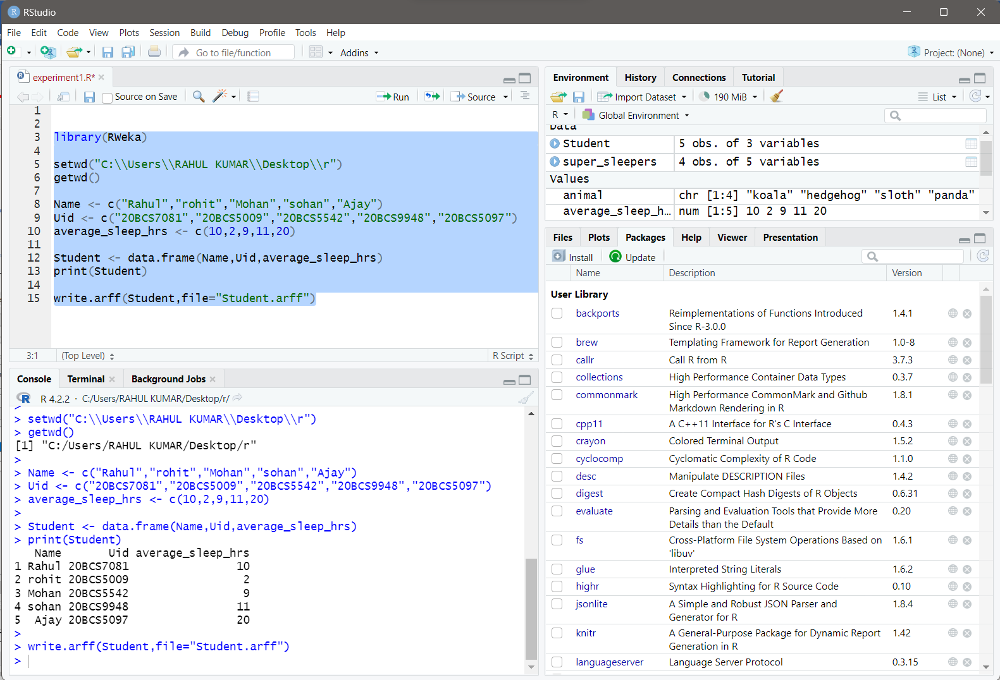 RStudio
File Edit Code View Plots Session Build Debug Profile Tools Help
Go to file/function Addins Project: (None)
experiment1.R*
Source on Save Run Source
1
2
3 library(RWeka)
4
5 setwd("C:\\Users\\RAHUL KUMAR\\Desktop\\r")
6 getwd()
7
8 Name <- c("Rahul","rohit","Mohan","sohan","Ajay")
9 Uid <- c("20BCS7081","20BCS5009","20BCS5542","20BCS9948","20BCS5097")
10 average_sleep_hrs <- c(10,2,9,11,20)
11
12 Student <- data.frame(Name,Uid,average_sleep_hrs)
13 print(Student)
14
15 write.arff(Student,file="Student.arff")
3:1 (Top Level) R Script
Console Terminal Background Jobs
R 4.2.2 · C:/Users/RAHUL KUMAR/Desktop/r/
>
> setwd("C:\\Users\\RAHUL KUMAR\\Desktop\\r")
> getwd()
[1] "C:/Users/RAHUL KUMAR/Desktop/r"
>
> Name <- c("Rahul","rohit","Mohan","sohan","Ajay")
> Uid <- c("20BCS7081","20BCS5009","20BCS5542","20BCS9948","20BCS5097")
> average_sleep_hrs <- c(10,2,9,11,20)
>
> Student <- data.frame(Name,Uid,average_sleep_hrs)
> print(Student)
Name Uid average_sleep_hrs
1 Rahul 20BCS7081 10
2 rohit 20BCS5009 2
3 Mohan 20BCS5542 9
4 sohan 20BCS9948 11
5 Ajay 20BCS5097 20
>
> write.arff(Student,file="Student.arff")
>
Environment History Connections Tutorial
Import Dataset 190 MiB List
R Global Environment
Data
Student 5 obs. of 3 variables
super_sleepers 4 obs. of 5 variables
Values
animal chr [1:4] "koala" "hedgehog" "sloth" "panda"
average_sleep_h… num [1:5] 10 2 9 11 20
Files Plots Packages Help Viewer Presentation
Install Update
Name Description Version
User Library
backports Reimplementations of Functions Introduced 1.4.1
Since R-3.0.0
brew Templating Framework for Report Generation 1.0-8
callr Call R from R 3.7.3
collections High Performance Container Data Types 0.3.7
commonmark High Performance CommonMark and Github 1.8.1
Markdown Rendering in R
cpp11 A C++11 Interface for R's C Interface 0.4.3
crayon Colored Terminal Output 1.5.2
cyclocomp Cyclomatic Complexity of R Code 1.1.0
desc Manipulate DESCRIPTION Files 1.4.2
digest Create Compact Hash Digests of R Objects 0.6.31
evaluate Parsing and Evaluation Tools that Provide More 0.20
Details than the Default
fs Cross-Platform File System Operations Based on 1.6.1
'libuv'
glue Interpreted String Literals 1.6.2
highr Syntax Highlighting for R Source Code 0.10
jsonlite A Simple and Robust JSON Parser and 1.8.4
Generator for R
knitr A General-Purpose Package for Dynamic Report 1.42
Generation in R
languageserver Language Server Protocol 0.3.15